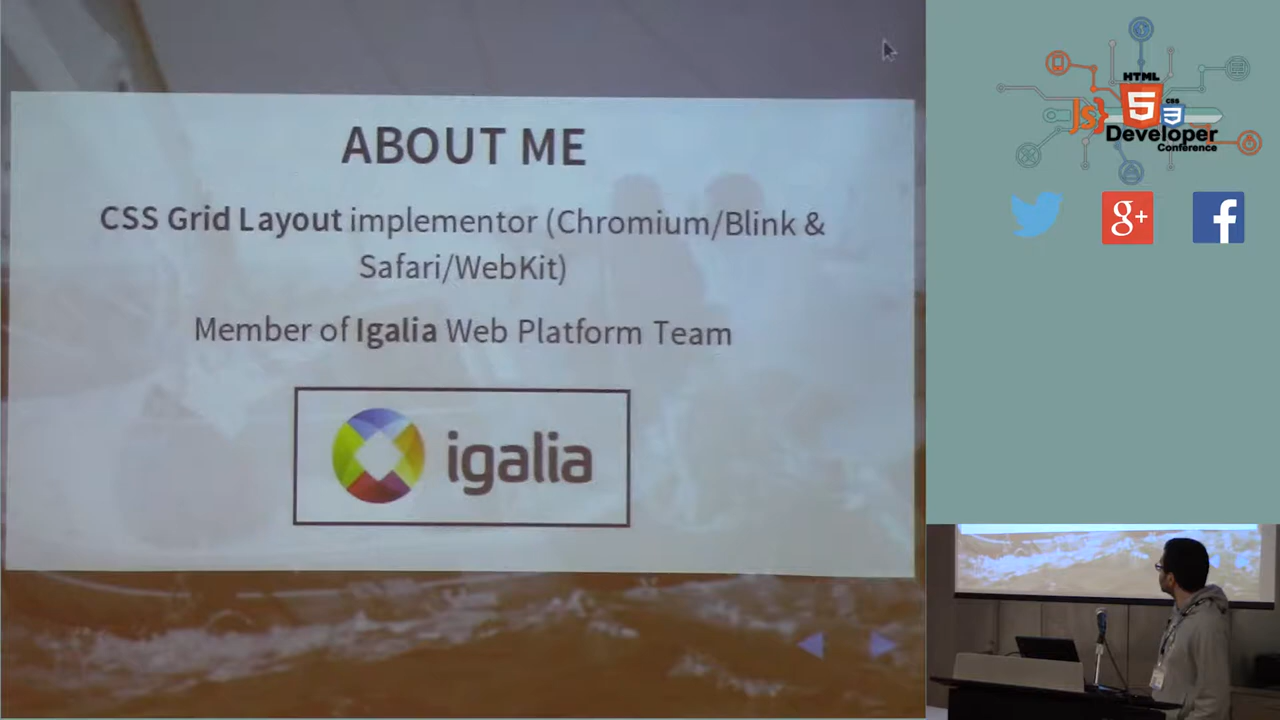 ABOUT ME
CSS Grid Layout implementor (Chromium/Blink &
Safari/WebKit)
Member of Igalia Web Platform Team
igalia
HTML
5
JS}
CSS
3
Developer
Conference
g+
f